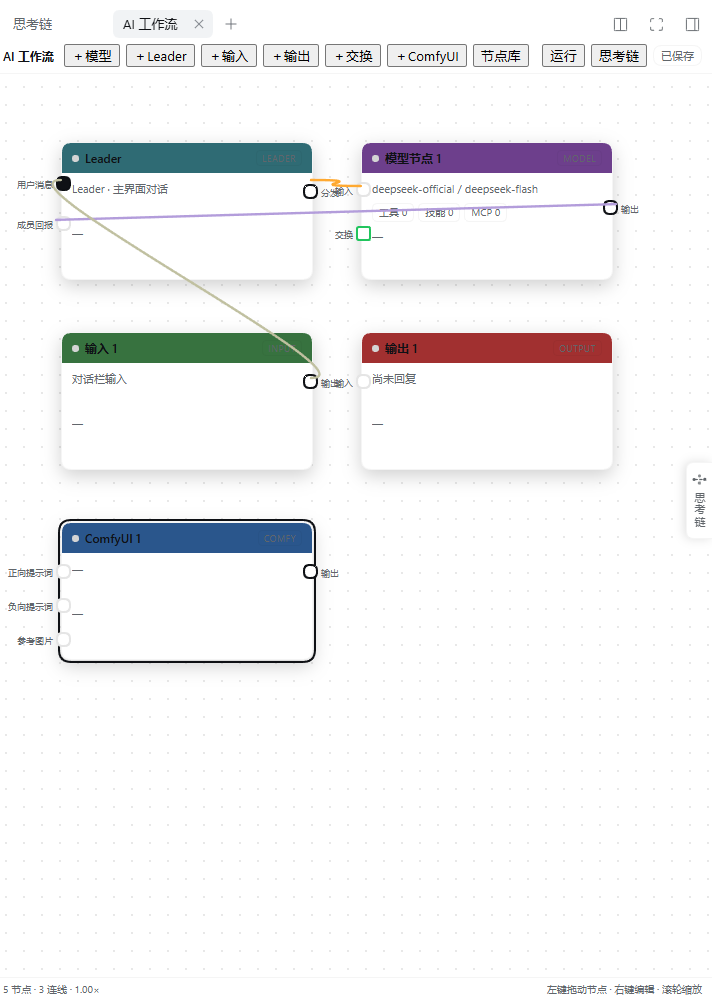 思考链
AI 工作流
AI 工作流 + 模型 + Leader + 输入 + 输出 + 交换 + ComfyUI 节点库 运行 思考链 已保存
Leader LEADER
用户消息
Leader · 主界面对话
分发
成员回报
—
模型节点 1 MODEL
输入
deepseek-official / deepseek-flash
工具 0 技能 0 MCP 0
输出
交换
—
输入 1
对话栏输入
输出
—
输出 1 OUTPUT
输入
尚未回复
—
思考链
ComfyUI 1 COMFY
正向提示词
—
输出
负向提示词
—
参考图片
5 节点 · 3 连线 · 1.00×
左键拖动节点 · 右键编辑 · 滚轮缩放